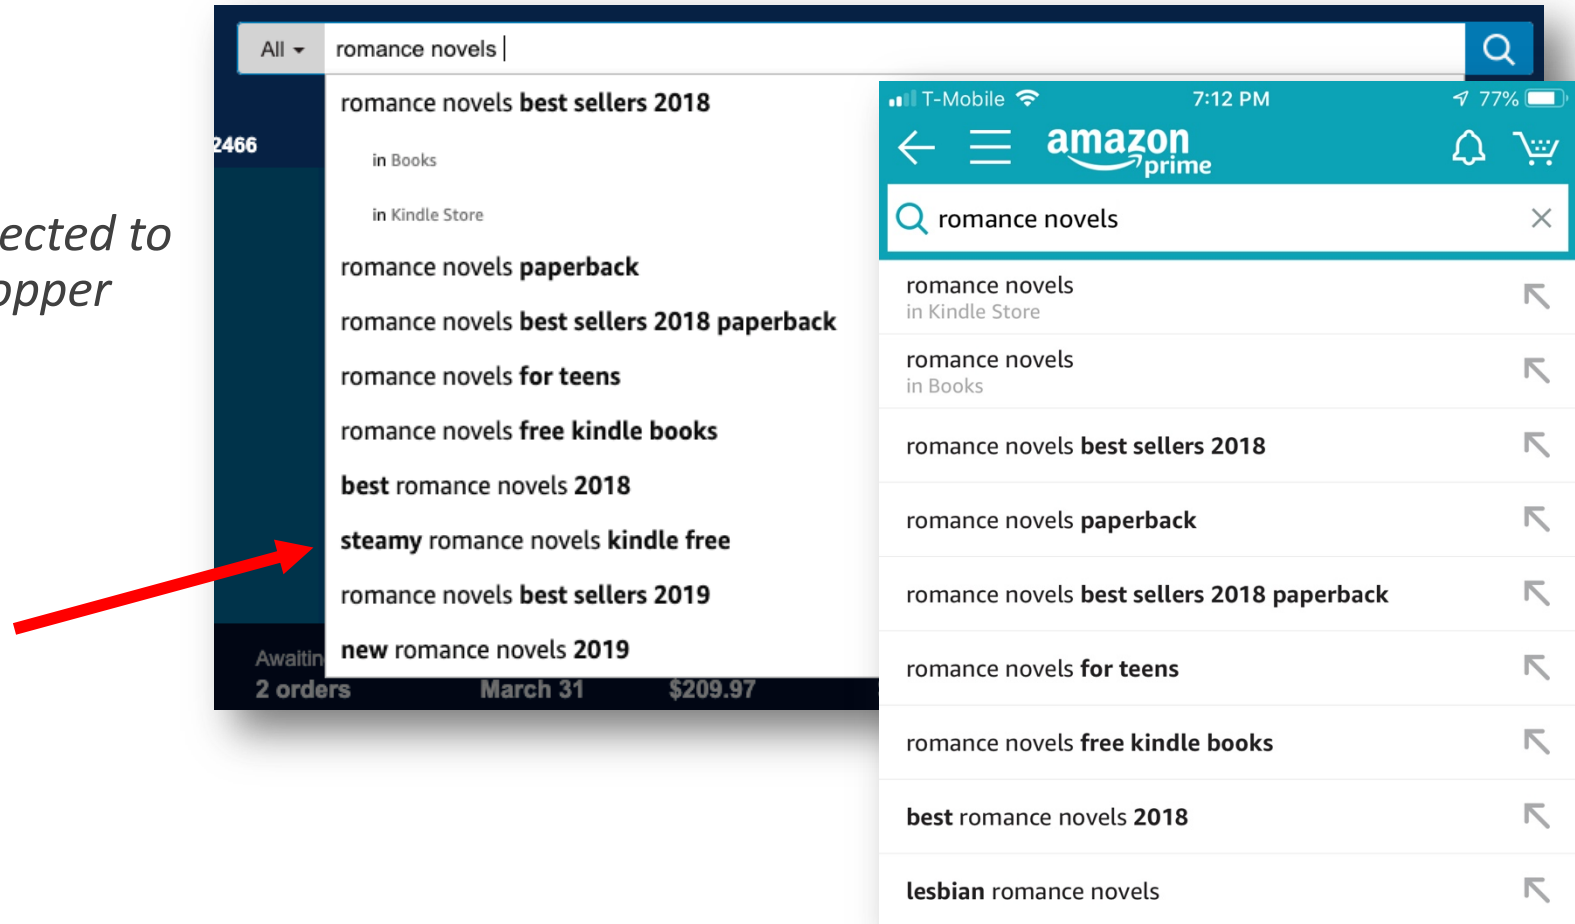 ected to
opper
All
romance novels
2466
romance novels best sellers 2018
in Books
in Kindle Store
romance novels paperback
romance novels best sellers 2018 paperback
romance novels for teens
romance novels free kindle books
best romance novels 2018
steamy romance novels kindle free
romance novels best sellers 2019
new romance novels 2019
Awaitin
2 orders March 31 $209.97
T-Mobile 7:12 PM 77%
amazon
prime
romance novels
romance novels
in Kindle Store
romance novels
in Books
romance novels best sellers 2018
romance novels paperback
romance novels best sellers 2018 paperback
romance novels for teens
romance novels free kindle books
best romance novels 2018
lesbian romance novels